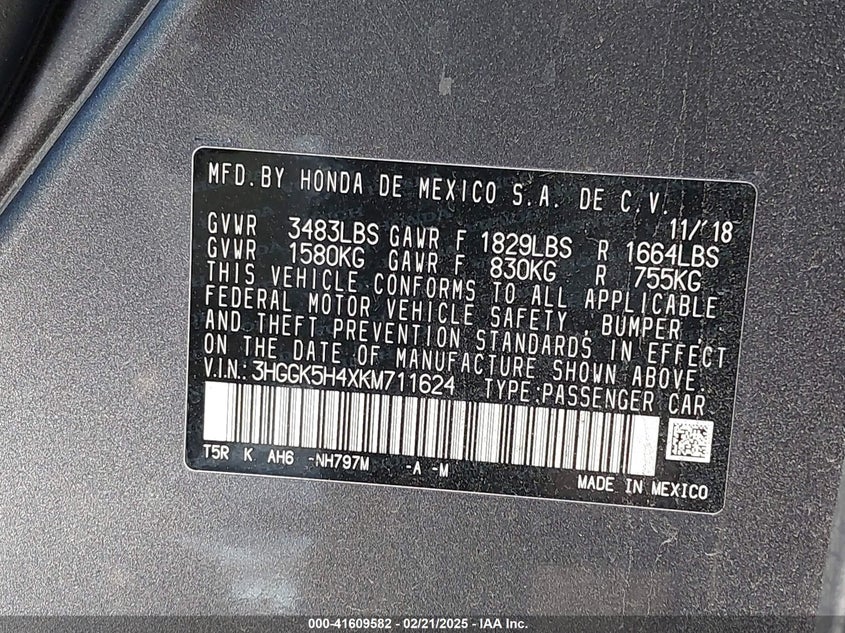 MFD.BY HONDA DE MEXICO S.A. DE C.V. 11/'18
GVWR 3483LBS GAWR F 1829LBS R 1664LBS
GVWR 1580KG GAWR F 830KG R 755KG
THIS VEHICLE CONFORMS TO ALL APPLICABLE
FEDERAL MOTOR VEHICLE SAFETY, BUMPER,
AND THEFT PREVENTION STANDARDS IN EFFECT
ON THE DATE OF MANUFACTURE SHOWN ABOVE.
V.I.N.: 3HGGK5H4XKM711624 TYPE:PASSENGER CAR
T5R K AH6 -NH797M -A -M
MADE IN MEXICO
000-41609582 - 02/21/2025 - IAA Inc.